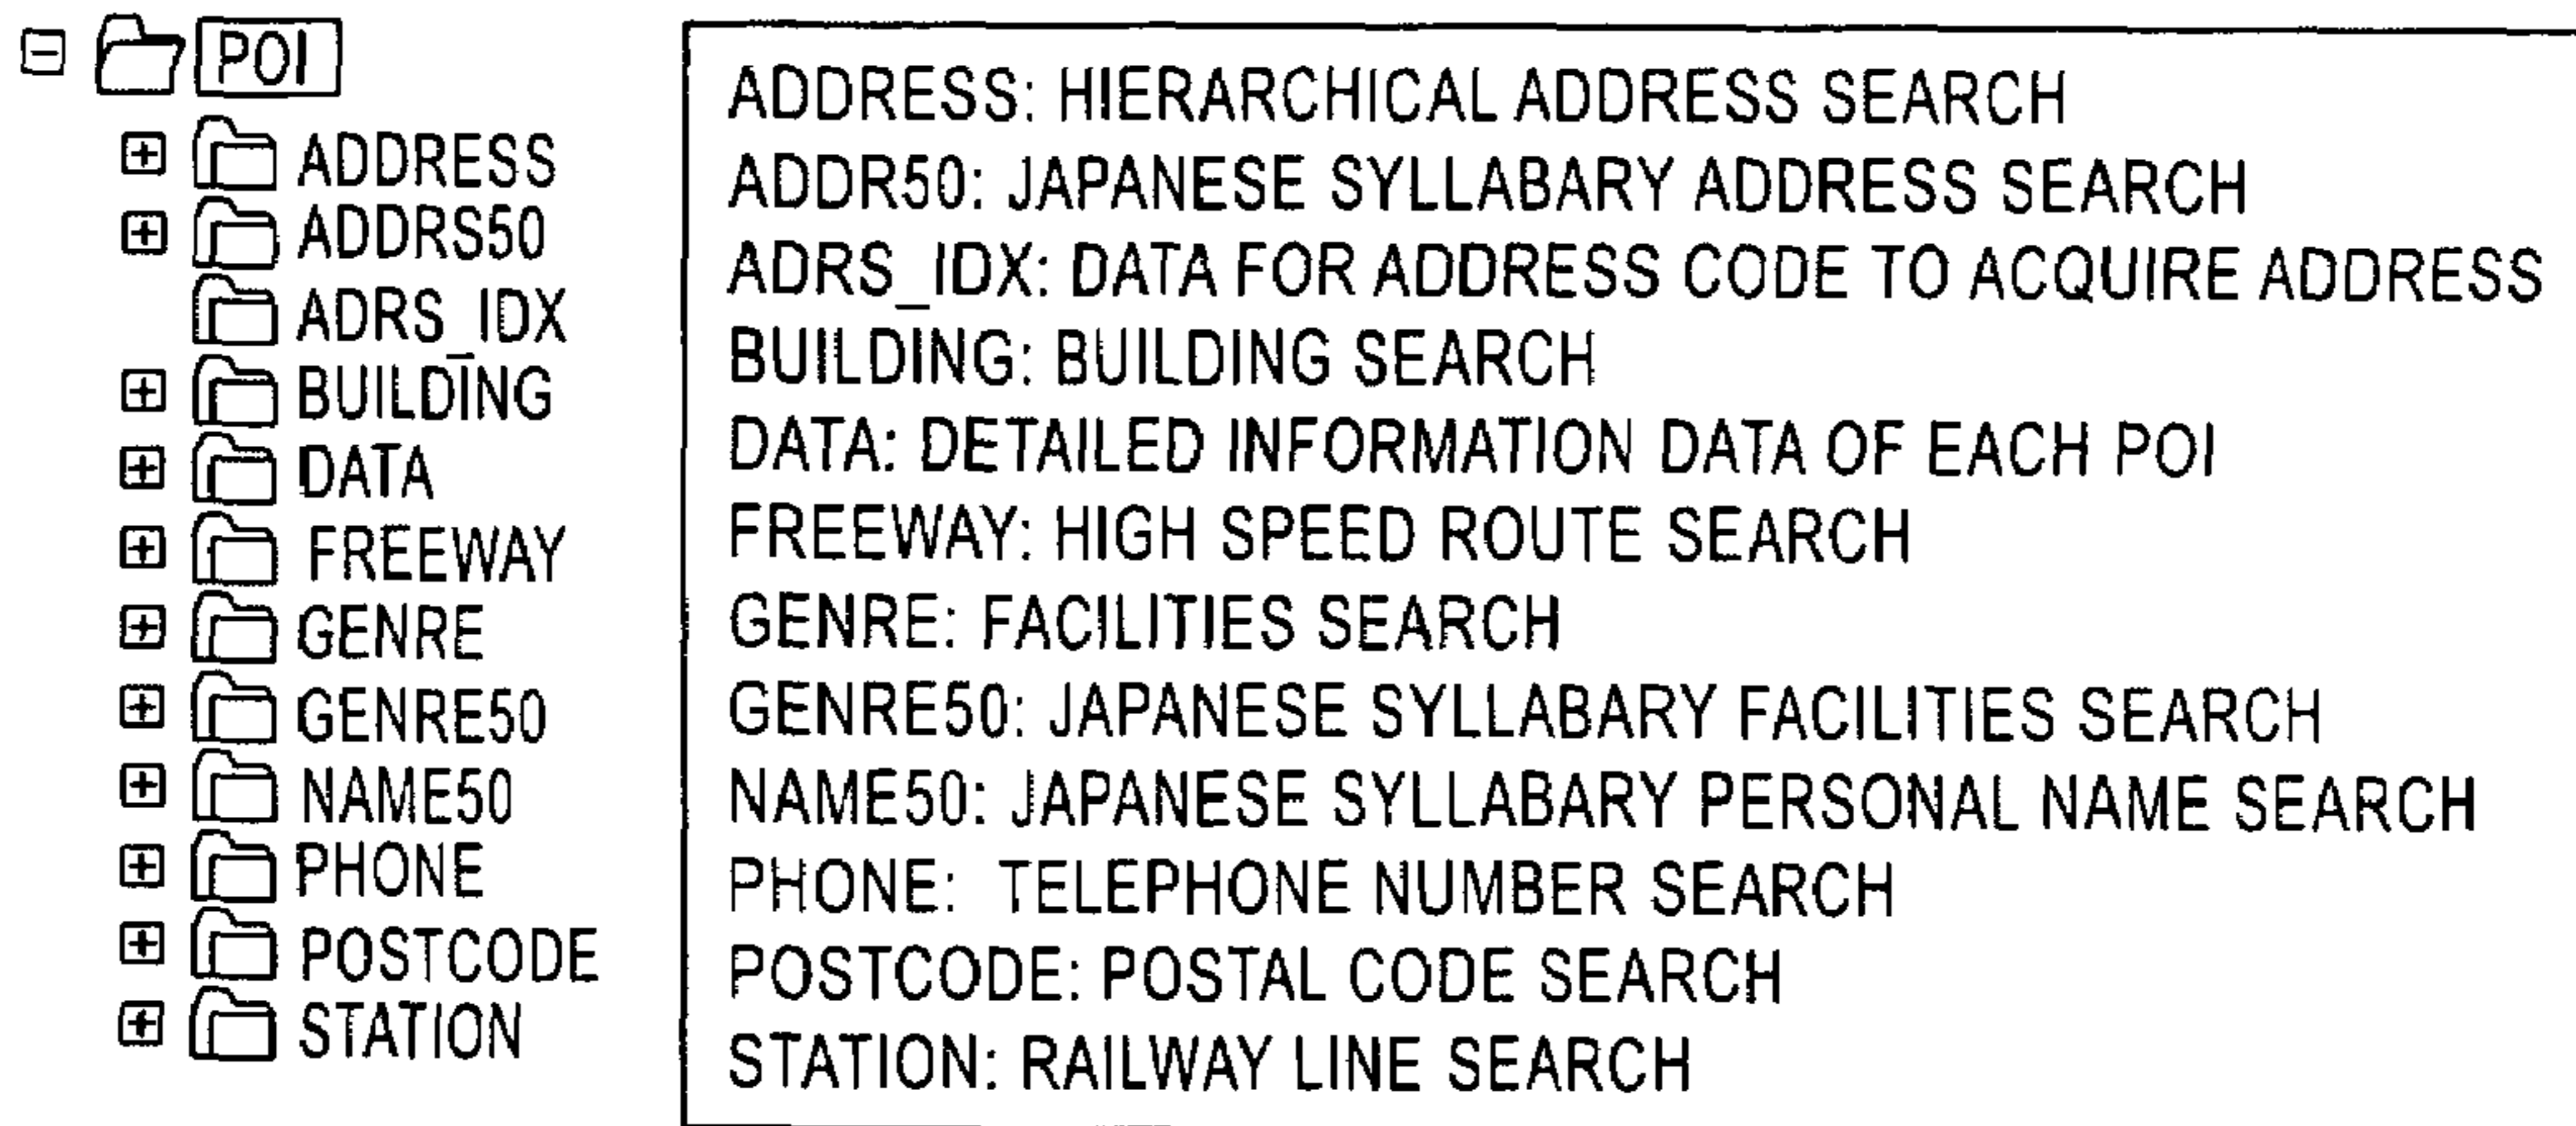 POI
ADDRESS
ADDRS50
ADRS_IDX
BUILDING
DATA
FREEWAY
GENRE
GENRE50
NAME50
PHONE
POSTCODE
STATION
ADDRESS: HIERARCHICAL ADDRESS SEARCH
ADDR50: JAPANESE SYLLABARY ADDRESS SEARCH
ADRS_IDX: DATA FOR ADDRESS CODE TO ACQUIRE ADDRESS
BUILDING: BUILDING SEARCH
DATA: DETAILED INFORMATION DATA OF EACH POI
FREEWAY: HIGH SPEED ROUTE SEARCH
GENRE: FACILITIES SEARCH
GENRE50: JAPANESE SYLLABARY FACILITIES SEARCH
NAME50: JAPANESE SYLLABARY PERSONAL NAME SEARCH
PHONE: TELEPHONE NUMBER SEARCH
POSTCODE: POSTAL CODE SEARCH
STATION: RAILWAY LINE SEARCH